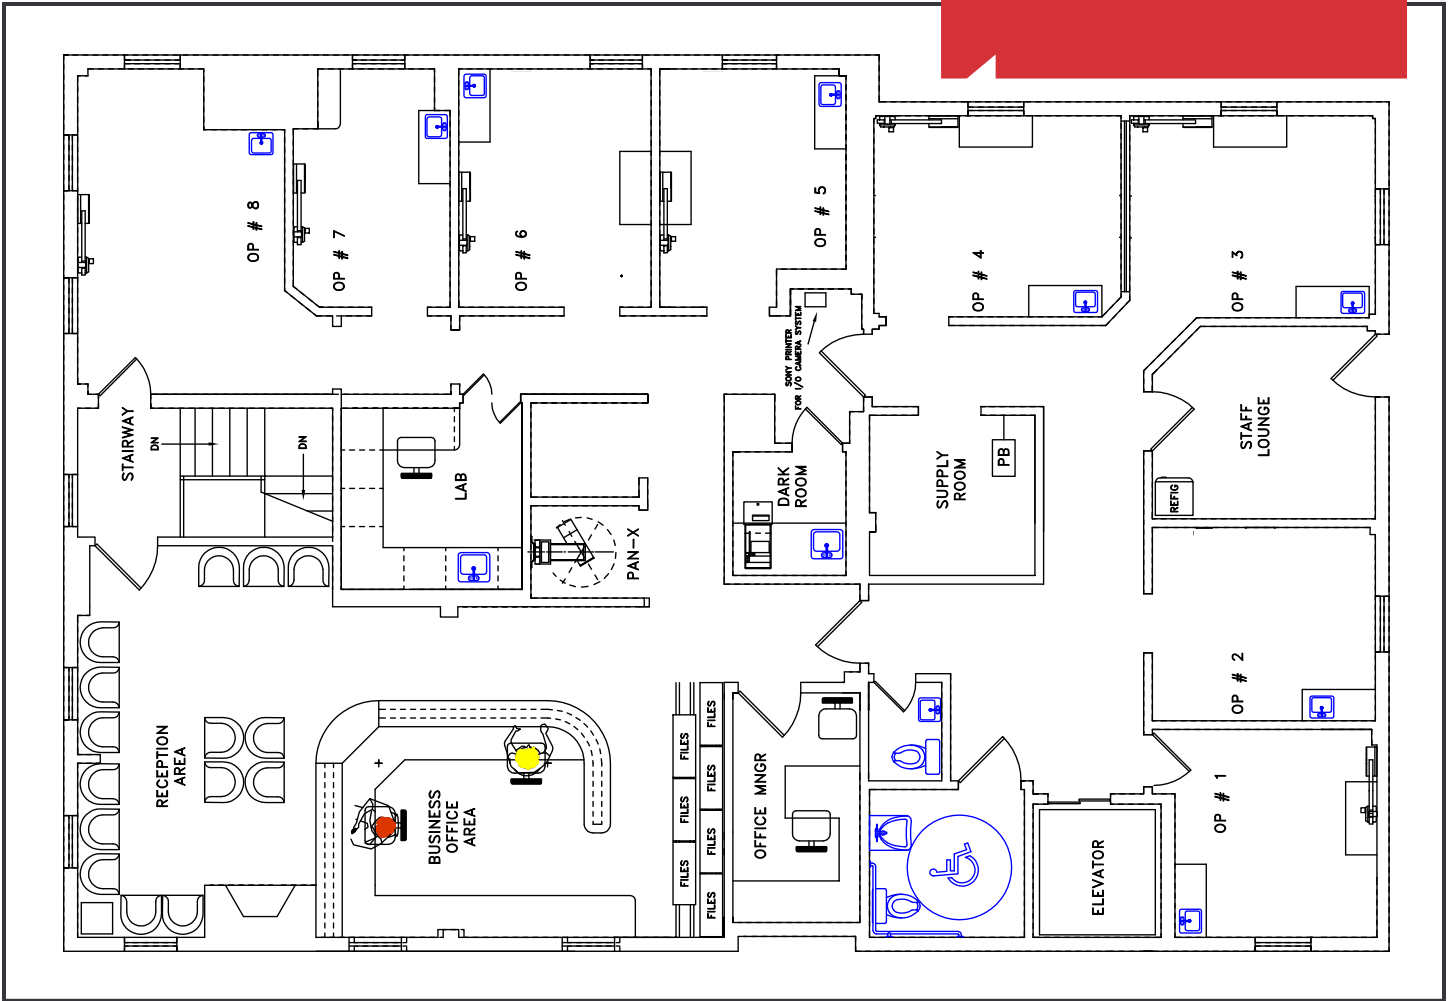 OP # 8
OP # 7
OP # 6
OP # 5
OP # 4
OP # 3
SONY PRINTER
FOR I/O CAMERA SYSTEM
STAIRWAY
DN
DN
LAB
PAN-X
DARK
ROOM
SUPPLY
ROOM
PB
STAFF
LOUNGE
REFIG
OP # 2
RECEPTION
AREA
BUSINESS
OFFICE
AREA
FILES
FILES
FILES
FILES
FILES
FILES
FILES
OFFICE MNGR
ELEVATOR
OP # 1